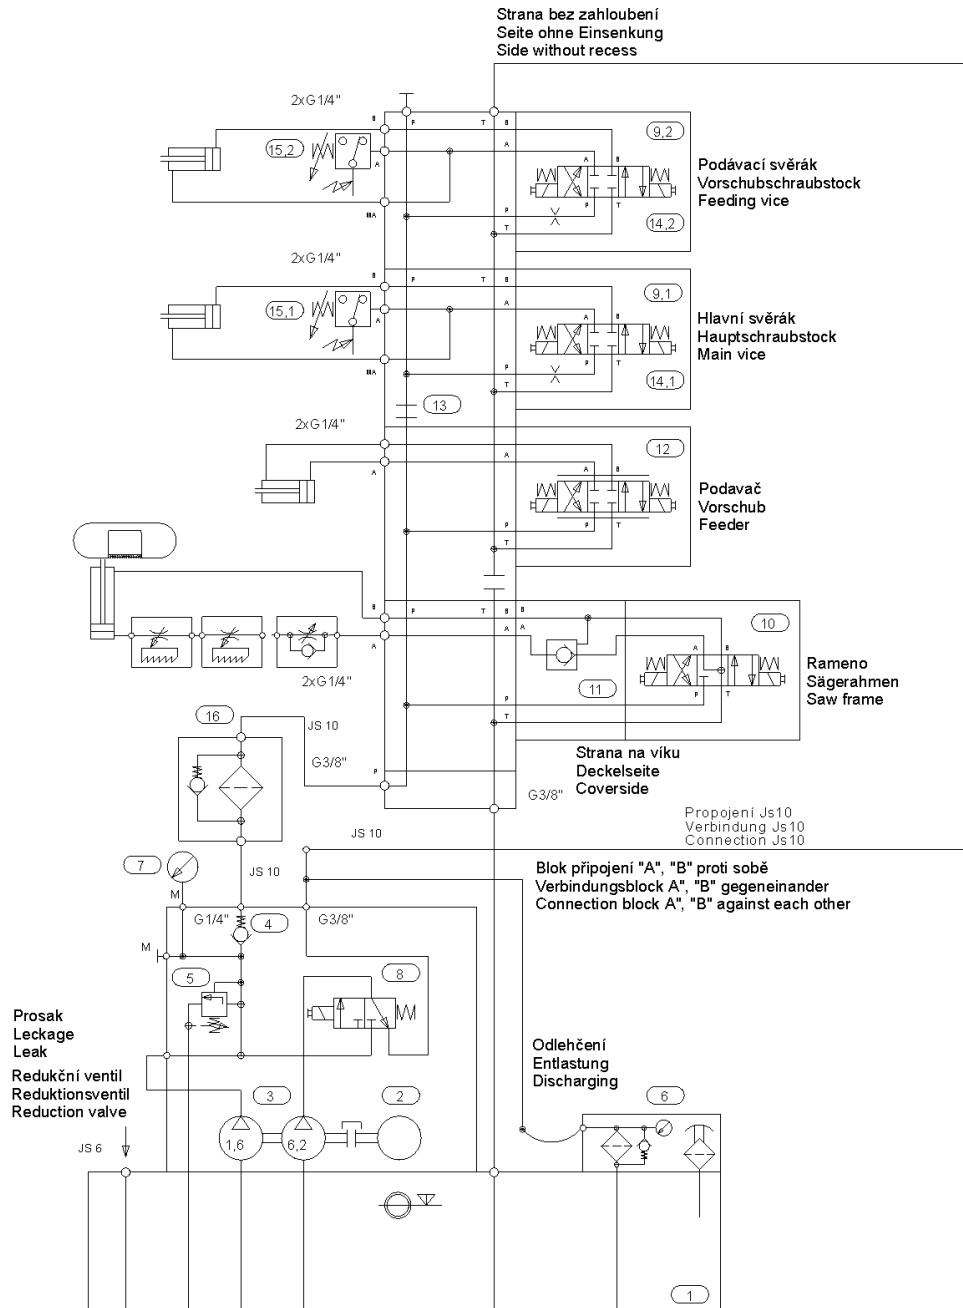 Strana bez zahloubení
Seite ohne Einsenkung
Side without recess
2xG1/4"
B
P
T
B
9,2
15,2
A
A
A
B
Podávací svěrák
Vorschubschraubstock
Feeding vice
MA
P
P
T
14,2
T
2xG1/4"
B
P
T
B
9,1
15,1
A
A
A
B
Hlavní svěrák
Hauptschraubstock
Main vice
MA
P
P
T
14,1
T
13
2xG1/4"
12
A
A
A
B
Podavač
Vorschub
Feeder
P
P
T
T
B
P
T
B
B
10
A
A
A
A
B
Rameno
Sägerahmen
Saw frame
2xG1/4"
11
P
P
T
T
16
JS 10
G3/8"
P
Strana na víku
Deckelseite
Coverside
G3/8"
Propojení Js10
Verbindung Js10
Connection Js10
JS 10
7
JS 10
Blok připojení "A", "B" proti sobě
Verbindungsblock A", "B" gegeneinander
Connection block A", "B" against each other
M
G1/4"
4
G3/8"
M
5
8
Prosak
Leckage
Leak
Redukční ventil
Reduktionsventil
Reduction valve
Odlehčení
Entlastung
Discharging
3
2
6
1,6
6,2
JS 6
1